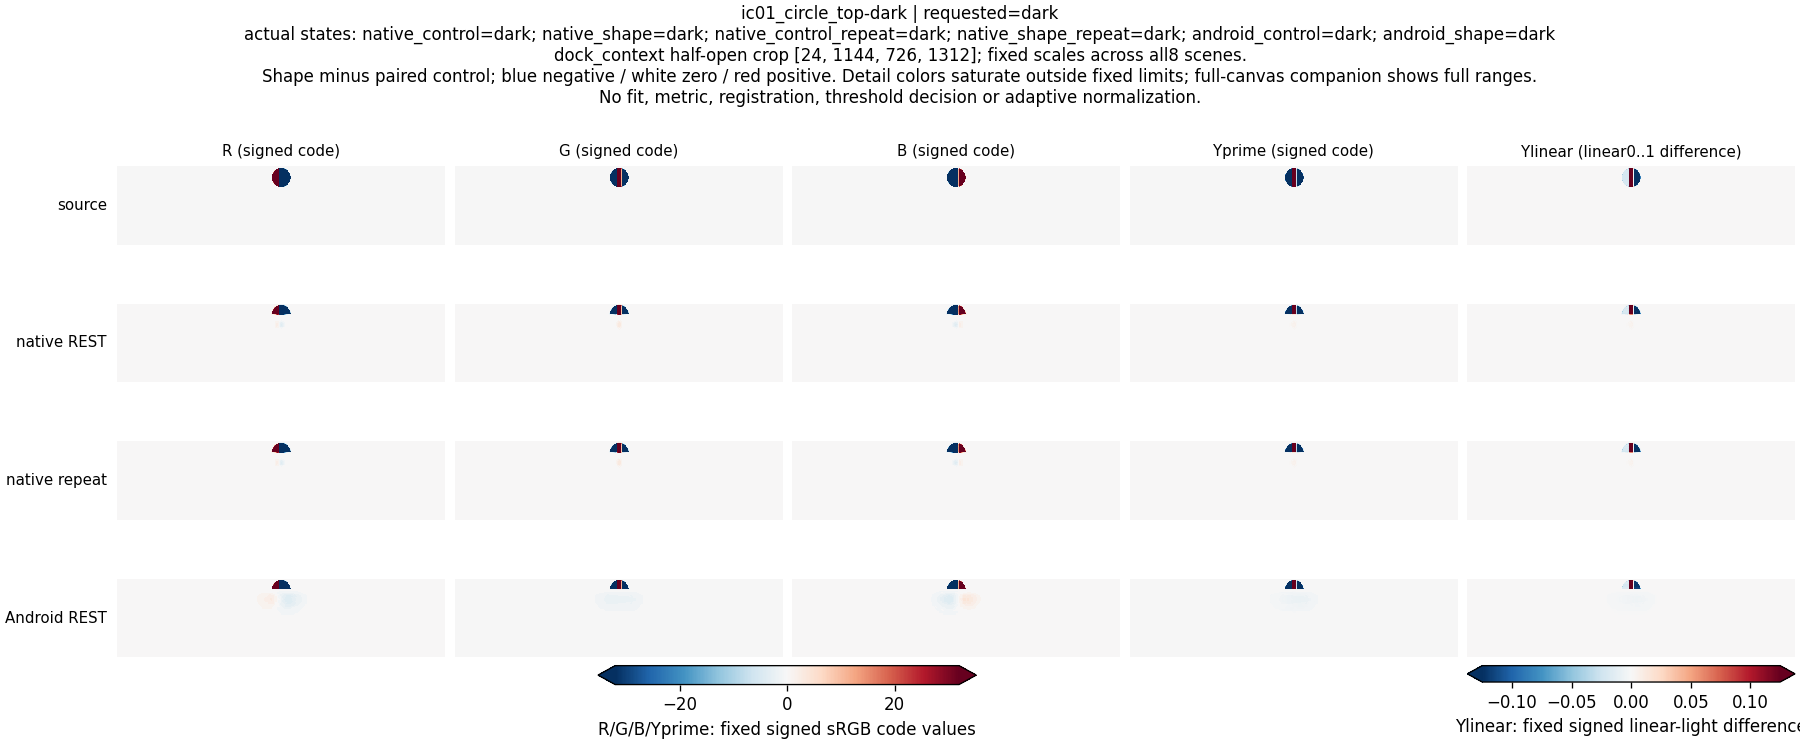 ic01_circle_top-dark | requested=dark
actual states: native_control=dark; native_shape=dark; native_control_repeat=dark; native_shape_repeat=dark; android_control=dark; android_shape=dark
dock_context half-open crop [24, 1144, 726, 1312]; fixed scales across all8 scenes.
Shape minus paired control; blue negative / white zero / red positive. Detail colors saturate outside fixed limits; full-canvas companion shows full ranges.
No fit, metric, registration, threshold decision or adaptive normalization.
R (signed code)
G (signed code)
B (signed code)
Yprime (signed code)
Ylinear (linear0..1 difference)
source
native REST
native repeat
Android REST
−20
0
20
R/G/B/Yprime: fixed signed sRGB code values
−0.10
−0.05
0.00
0.05
0.10
Ylinear: fixed signed linear-light difference